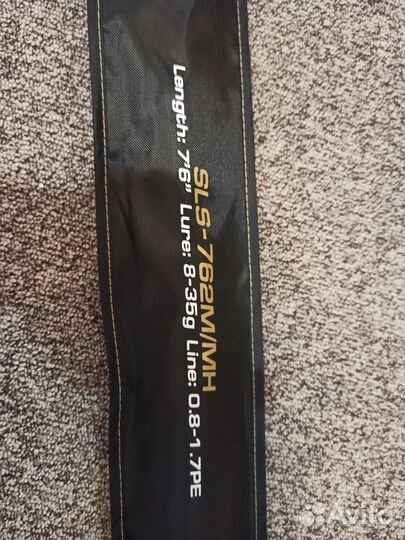 SLS-762M/MH
Length: 7'6" Lure: 8-35g Line: 0.8-1.7PE
Avito